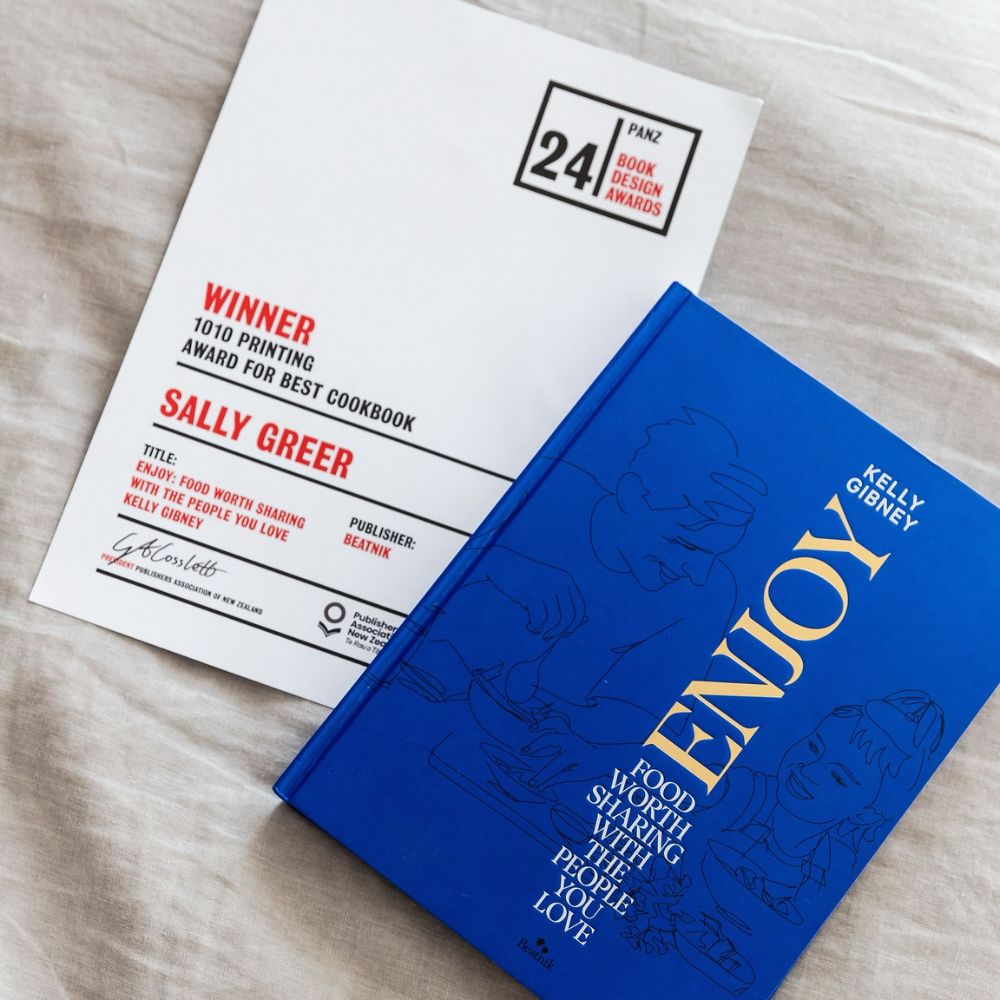 24
PANZ
BOOK
DESIGN
AWARDS
WINNER
1010 PRINTING
AWARD FOR BEST COOKBOOK
SALLY GREER
TITLE:
ENJOY: FOOD WORTH SHARING
WITH THE PEOPLE YOU LOVE
KELLY GIBNEY
PUBLISHER:
BEATNIK
PRESIDENT PUBLISHERS ASSOCIATION OF NEW ZEALAND
KELLY
GIBNEY
ENJOY
FOOD
WORTH
SHARING
WITH
THE
PEOPLE
YOU
LOVE
Beatnik